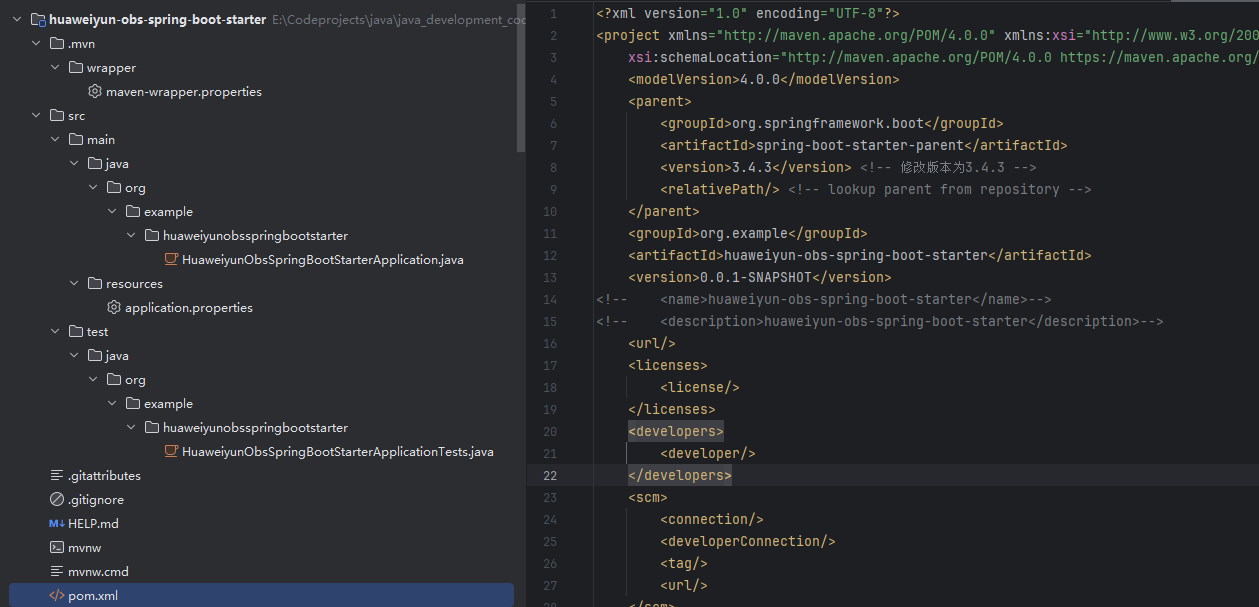 huaweiyun-obs-spring-boot-starter E:\Codeprojects\java\java_development_coo
.mvn
wrapper
maven-wrapper.properties
src
main
java
org
example
huaweiyunobsspringbootstarter
HuaweiyunObsSpringBootStarterApplication.java
resources
application.properties
test
java
org
example
huaweiyunobsspringbootstarter
HuaweiyunObsSpringBootStarterApplicationTests.java
.gitattributes
.gitignore
M↓ HELP.md
mvnw
mvnw.cmd
</> pom.xml
1 <?xml version="1.0" encoding="UTF-8"?>
2 <project xmlns="http://maven.apache.org/POM/4.0.0" xmlns:xsi="http://www.w3.org/200
3 xsi:schemaLocation="http://maven.apache.org/POM/4.0.0 https://maven.apache.org/
4 <modelVersion>4.0.0</modelVersion>
5 <parent>
6 <groupId>org.springframework.boot</groupId>
7 <artifactId>spring-boot-starter-parent</artifactId>
8 <version>3.4.3</version> <!-- 修改版本为3.4.3 -->
9 <relativePath/> <!-- lookup parent from repository -->
10 </parent>
11 <groupId>org.example</groupId>
12 <artifactId>huaweiyun-obs-spring-boot-starter</artifactId>
13 <version>0.0.1-SNAPSHOT</version>
14 <!-- <name>huaweiyun-obs-spring-boot-starter</name>-->
15 <!-- <description>huaweiyun-obs-spring-boot-starter</description>-->
16 <url/>
17 <licenses>
18 <license/>
19 </licenses>
20 <developers>
21 <developer/>
22 </developers>
23 <scm>
24 <connection/>
25 <developerConnection/>
26 <tag/>
27 <url/>
28 </scm>